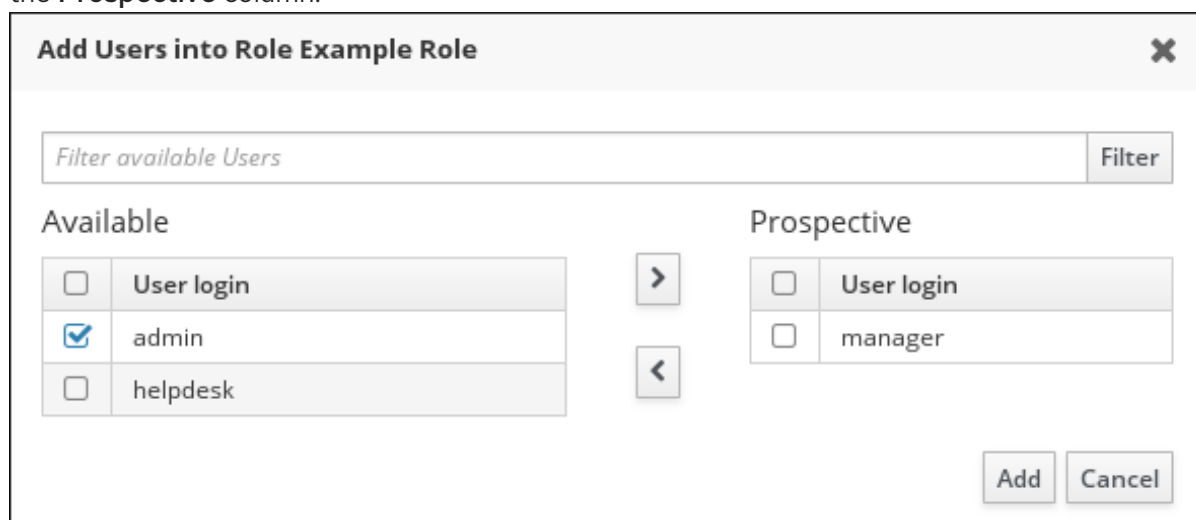 the Prospective column.
Add Users into Role Example Role
Filter available Users
Filter
Available
Prospective
User login
User login
admin
manager
helpdesk
Add
Cancel